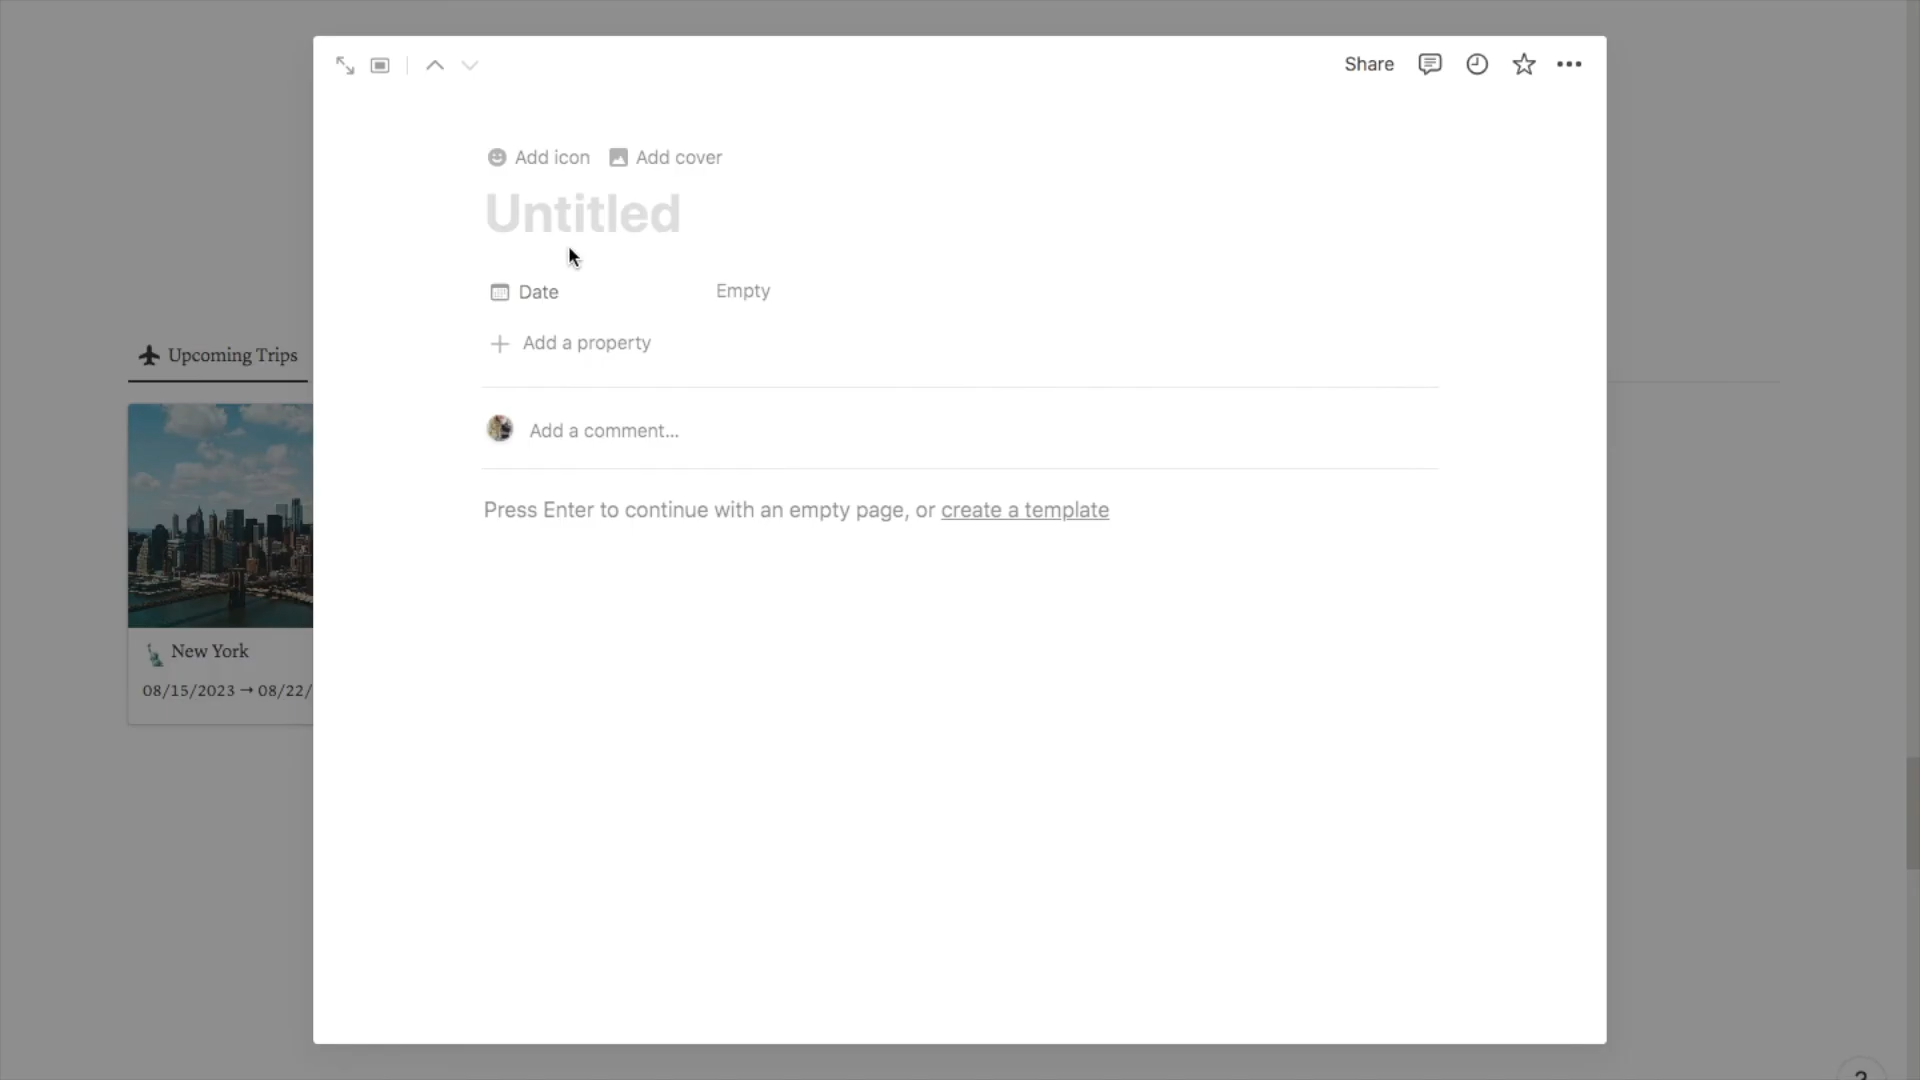 Share
Add icon Add cover
Untitled
Date Empty
Add a property
Upcoming Trips
Add a comment...
Press Enter to continue with an empty page, or create a template
New York
08/15/2023 → 08/22/
?